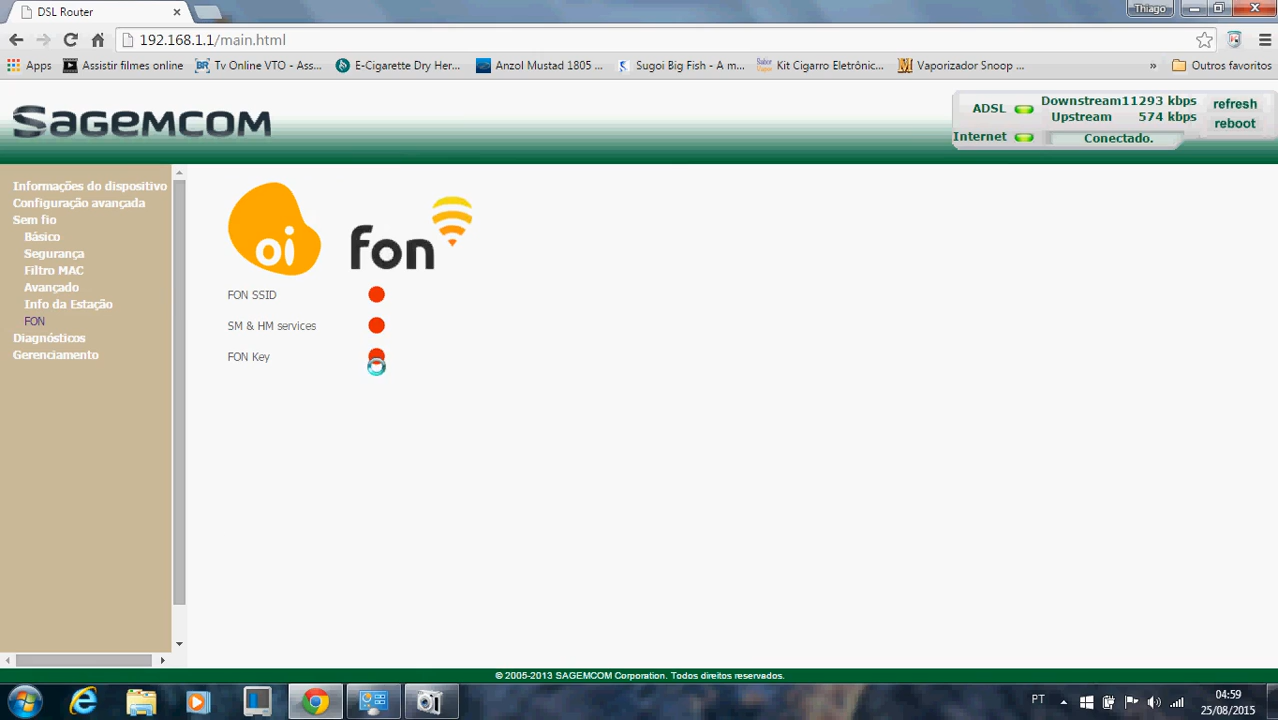 DSL Router
Thiago
192.168.1.1/main.html
Apps
Assistir filmes online
Tv Online VTO - Ass...
E-Cigarette Dry Her...
Anzol Mustad 1805 ...
Sugoi Big Fish - A m...
Kit Cigarro Eletrônic...
Vaporizador Snoop ...
»
Outros favoritos
SAGEMCOM
ADSL
Downstream 11293 kbps
Upstream 574 kbps
Internet
Conectado.
refresh
reboot
Informações do dispositivo
Configuração avançada
Sem fio
Básico
Segurança
Filtro MAC
Avançado
Info da Estação
FON
Diagnósticos
Gerenciamento
oi
fon
FON SSID
SM & HM services
FON Key
© 2005-2013 SAGEMCOM Corporation. Todos direitos reservados.
PT
04:59
25/08/2015